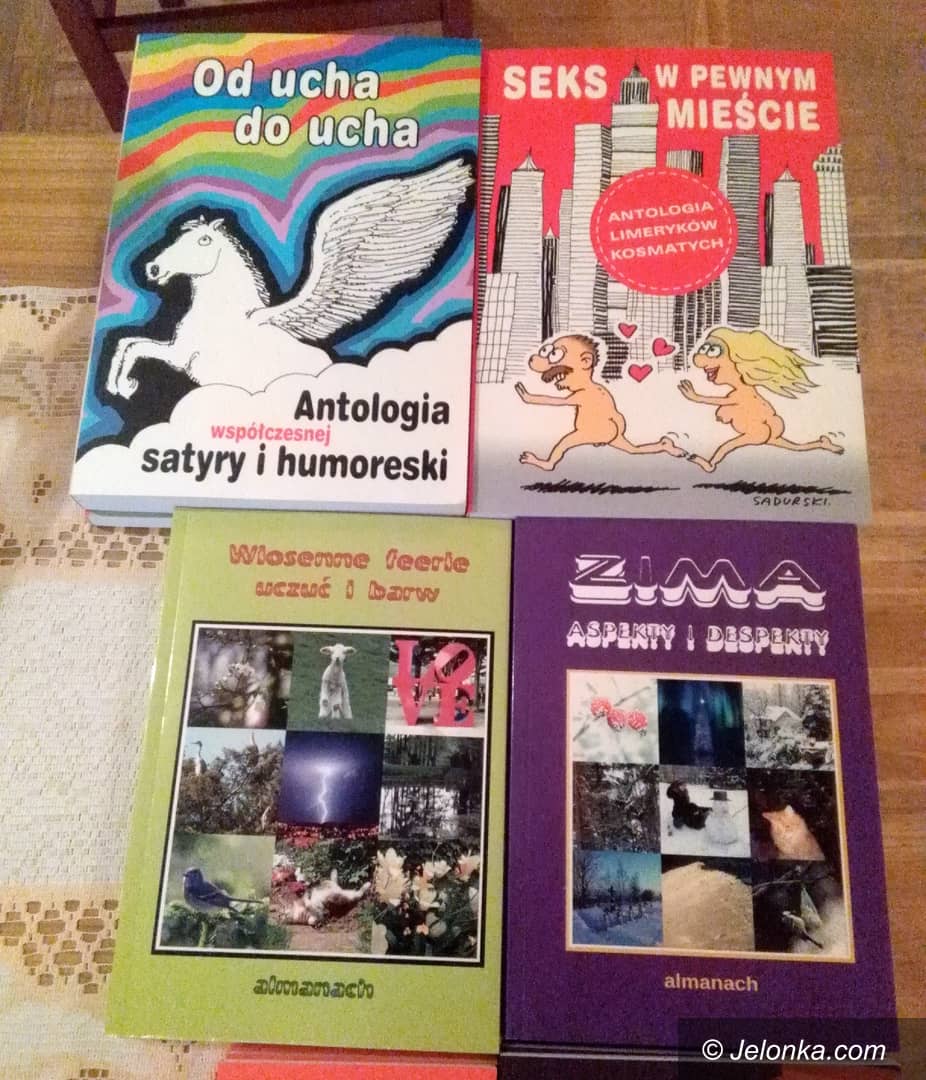 Od ucha
do ucha
Antologia
współczesnej
satyry i humoreski
SEKS W PEWNYM
MIEŚCIE
ANTOLOGIA
LIMERYKÓW
KOSMATYCH
SADURSKI.
Wiosenne feerie
uczuć i barw
LOVE
almanach
ZIMA
ASPEKTY I DESPEKTY
almanach
© Jelonka.com